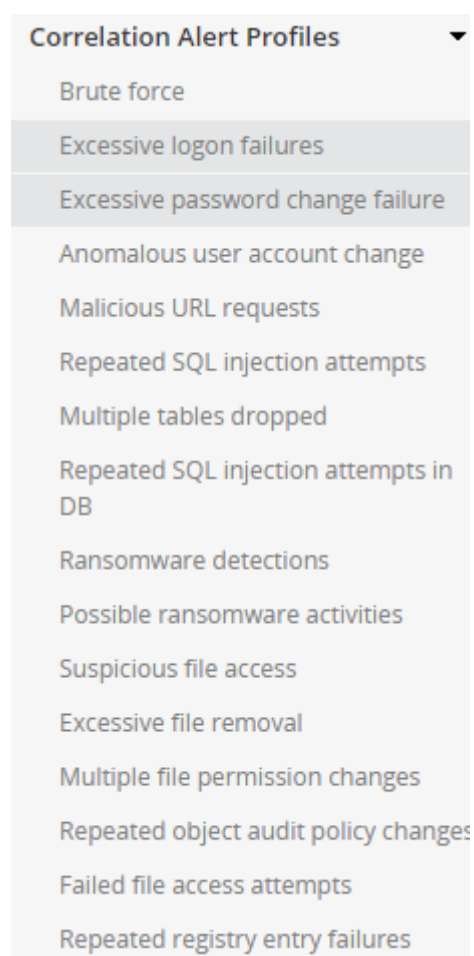 Correlation Alert Profiles
Brute force
Excessive logon failures
Excessive password change failure
Anomalous user account change
Malicious URL requests
Repeated SQL injection attempts
Multiple tables dropped
Repeated SQL injection attempts in
DB
Ransomware detections
Possible ransomware activities
Suspicious file access
Excessive file removal
Multiple file permission changes
Repeated object audit policy changes
Failed file access attempts
Repeated registry entry failures